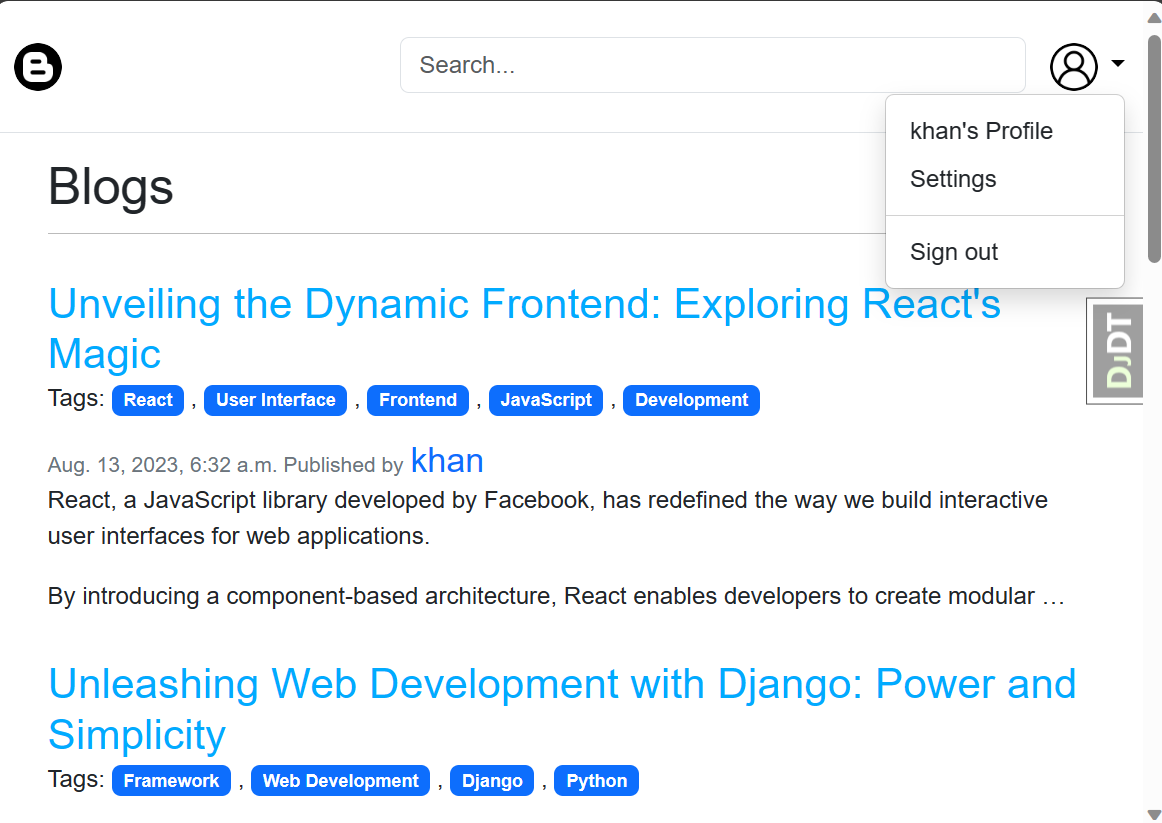 Search...
khan's Profile
Settings
Sign out
Blogs
Unveiling the Dynamic Frontend: Exploring React's
Magic
Tags: React , User Interface , Frontend , JavaScript , Development
DJDT
Aug. 13, 2023, 6:32 a.m. Published by khan
React, a JavaScript library developed by Facebook, has redefined the way we build interactive
user interfaces for web applications.
By introducing a component-based architecture, React enables developers to create modular …
Unleashing Web Development with Django: Power and
Simplicity
Tags: Framework , Web Development , Django , Python